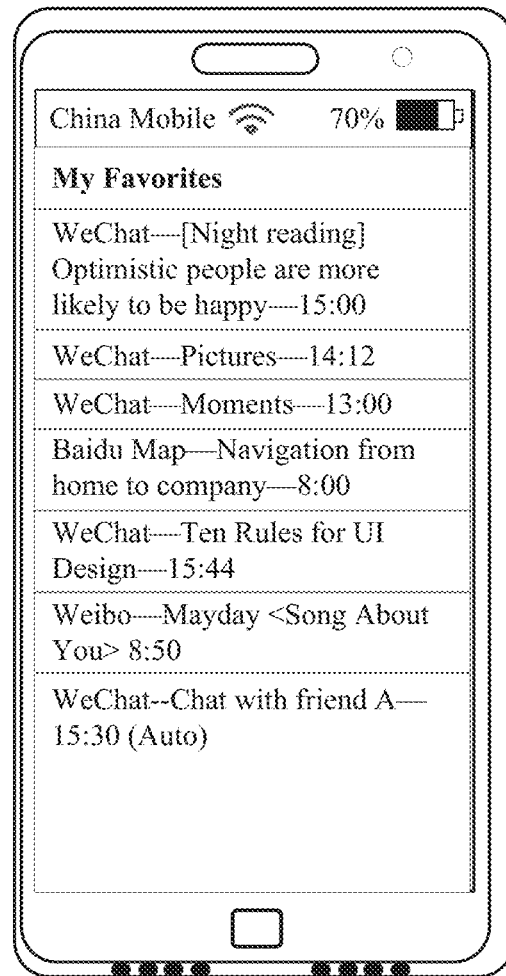 China Mobile 70%
My Favorites
WeChat----[Night reading]
Optimistic people are more
likely to be happy----15:00
WeChat----Pictures----14:12
WeChat----Moments----13:00
Baidu Map----Navigation from
home to company----8:00
WeChat----Ten Rules for UI
Design----15:44
Weibo----Mayday <Song About
You> 8:50
WeChat--Chat with friend A----
15:30 (Auto)